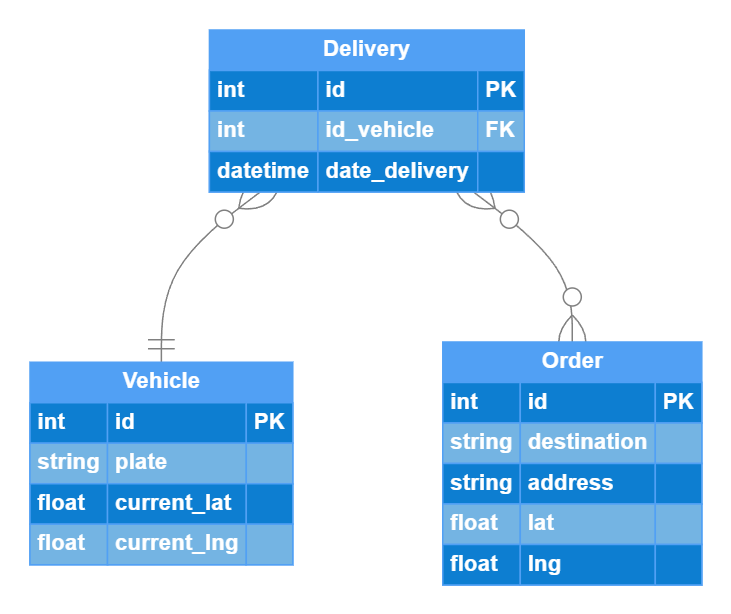 Delivery
int id PK
int id_vehicle FK
datetime date_delivery
Vehicle
int id PK
string plate
float current_lat
float current_lng
Order
int id PK
string destination
string address
float lat
float lng